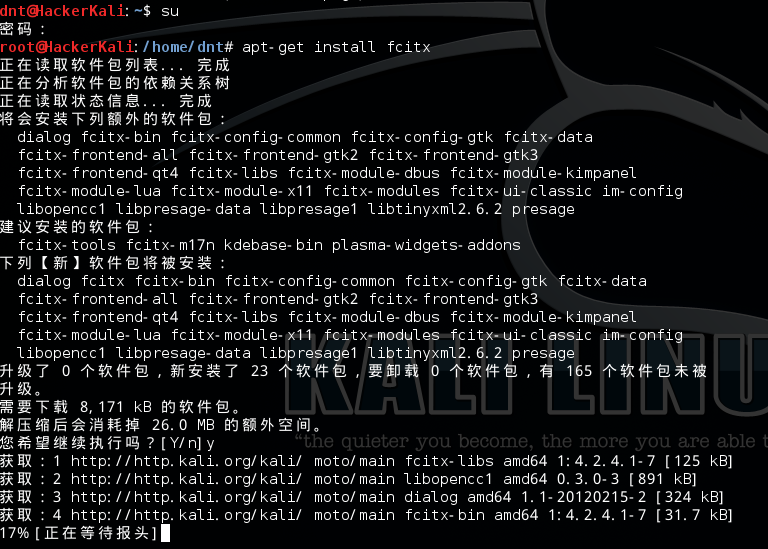 dnt@HackerKali:~$ su
密码：
root@HackerKali:/home/dnt# apt-get install fcitx
正在读取软件包列表... 完成
正在分析软件包的依赖关系树
正在读取状态信息... 完成
将会安装下列额外的软件包：
dialog fcitx-bin fcitx-config-common fcitx-config-gtk fcitx-data
fcitx-frontend-all fcitx-frontend-gtk2 fcitx-frontend-gtk3
fcitx-frontend-qt4 fcitx-libs fcitx-module-dbus fcitx-module-kimpanel
fcitx-module-lua fcitx-module-x11 fcitx-modules fcitx-ui-classic im-config
libopencc1 libpresage-data libpresage1 libtinyxml2.6.2 presage
建议安装的软件包：
fcitx-tools fcitx-m17n kdebase-bin plasma-widgets-addons
下列【新】软件包将被安装：
dialog fcitx fcitx-bin fcitx-config-common fcitx-config-gtk fcitx-data
fcitx-frontend-all fcitx-frontend-gtk2 fcitx-frontend-gtk3
fcitx-frontend-qt4 fcitx-libs fcitx-module-dbus fcitx-module-kimpanel
fcitx-module-lua fcitx-module-x11 fcitx-modules fcitx-ui-classic im-config
libopencc1 libpresage-data libpresage1 libtinyxml2.6.2 presage
KALI LINU
升级了 0 个软件包，新安装了 23 个软件包，要卸载 0 个软件包，有 165 个软件包未被
升级。
需要下载 8,171 kB 的软件包。
解压缩后会消耗掉 26.0 MB 的额外空间。
您希望继续执行吗？[Y/n]y
“the quieter you become, the more you are able t
获取：1 http://http.kali.org/kali/ moto/main fcitx-libs amd64 1:4.2.4.1-7 [125 kB]
获取：2 http://http.kali.org/kali/ moto/main libopencc1 amd64 0.3.0-3 [891 kB]
获取：3 http://http.kali.org/kali/ moto/main dialog amd64 1.1-20120215-2 [324 kB]
获取：4 http://http.kali.org/kali/ moto/main fcitx-bin amd64 1:4.2.4.1-7 [31.7 kB]
17% [正在等待报头]